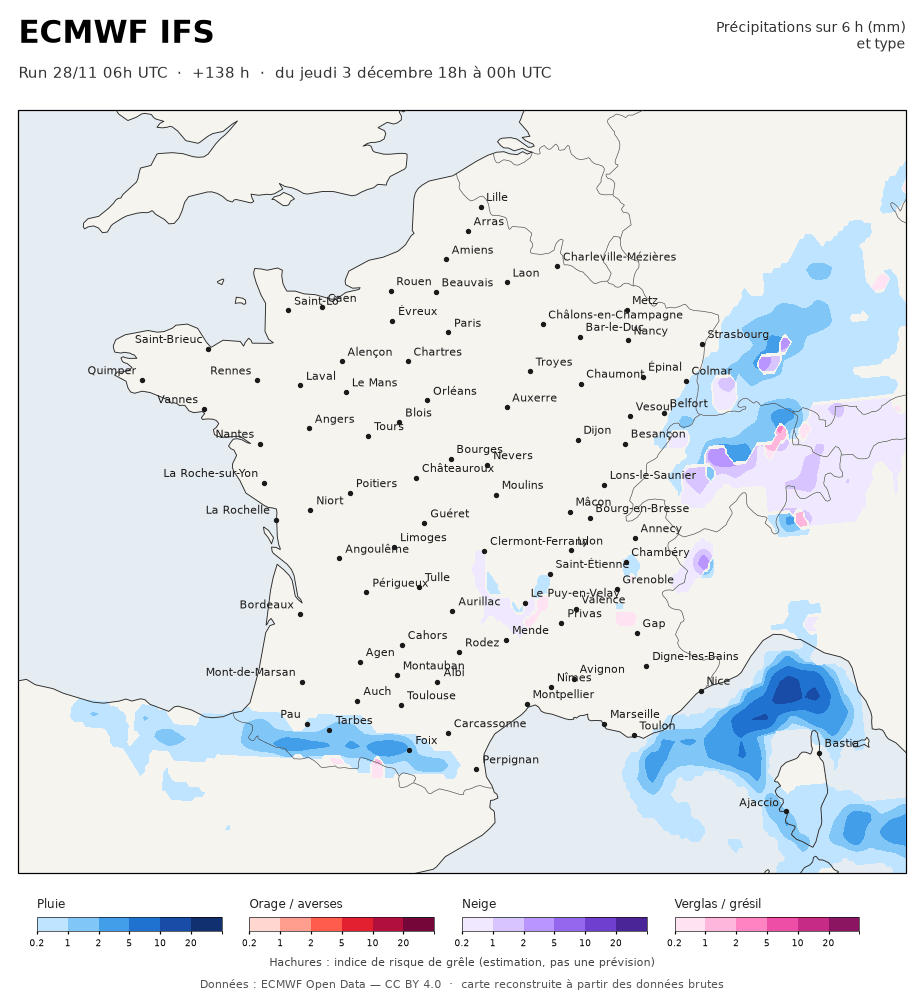 ECMWF IFS
Précipitations sur 6 h (mm)
et type
Run 28/11 06h UTC · +138 h · du jeudi 3 décembre 18h à 00h UTC
Lille
Arras
Amiens
Charleville-Mézières
Laon
Rouen
Beauvais
Saint-Lô
Caen
Metz
Évreux
Châlons-en-Champagne
Paris
Bar-le-Duc
Nancy
Strasbourg
Saint-Brieuc
Alençon
Chartres
Troyes
Épinal
Quimper
Rennes
Laval
Le Mans
Chaumont
Colmar
Vannes
Orléans
Auxerre
Vesoul
Belfort
Angers
Blois
Tours
Nantes
Dijon
Besançon
Bourges
Nevers
La Roche-sur-Yon
Châteauroux
Lons-le-Saunier
Poitiers
Moulins
Niort
Mâcon
Bourg-en-Bresse
La Rochelle
Guéret
Annecy
Limoges
Clermont-Ferrand
Lyon
Angoulême
Chambéry
Saint-Étienne
Périgueux
Tulle
Grenoble
Le Puy-en-Velay
Valence
Bordeaux
Aurillac
Privas
Gap
Mende
Cahors
Rodez
Agen
Digne-les-Bains
Mont-de-Marsan
Montauban
Albi
Avignon
Nîmes
Nice
Auch
Toulouse
Montpellier
Pau
Tarbes
Carcassonne
Marseille
Toulon
Foix
Bastia
Perpignan
Ajaccio
Pluie
Orage / averses
Neige
Verglas / grésil
0.2 1 2 5 10 20
0.2 1 2 5 10 20
0.2 1 2 5 10 20
0.2 1 2 5 10 20
Hachures : indice de risque de grêle (estimation, pas une prévision)
Données : ECMWF Open Data — CC BY 4.0 · carte reconstruite à partir des données brutes